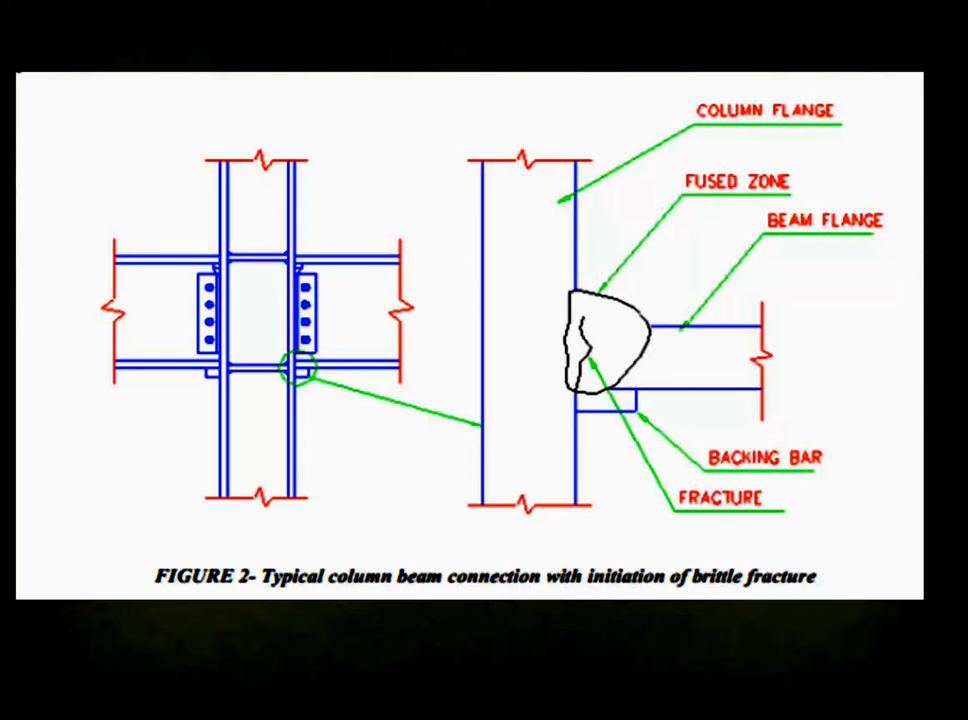 COLUMN FLANGE
FUSED ZONE
BEAM FLANGE
BACKING BAR
FRACTURE
FIGURE 2- Typical column beam connection with initiation of brittle fracture